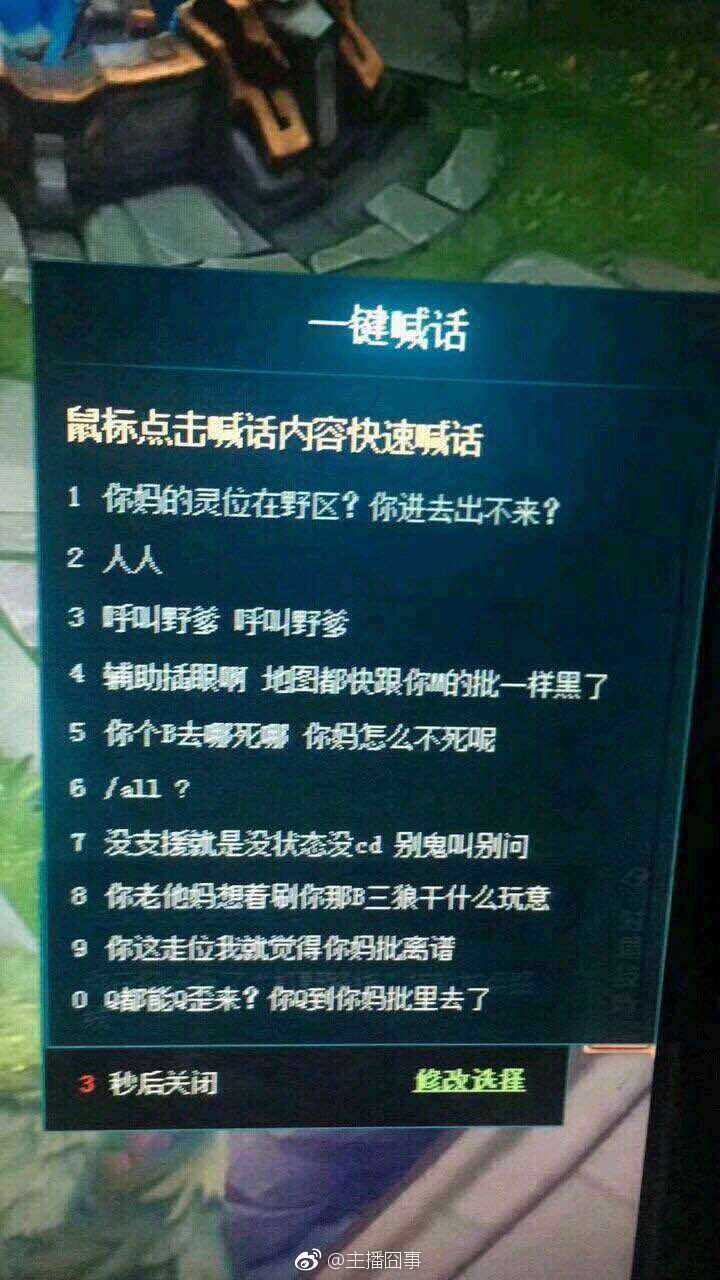 一键喊话
鼠标点击喊话内容快速喊话
1 你妈的灵位在野区？你进去出不来？
2 人人
3 呼叫野爹 呼叫野爹
4 辅助插眼啊 地图都快跟你M的批一样黑了
5 你个B去哪死哪 你妈怎么不死呢
6 /all ?
7 没支援就是没状态没cd 别鬼叫别问
8 你老他妈想着刷你那B三狼干什么玩意
9 你这走位我就觉得你妈批离谱
0 Q都能Q歪来？你Q到你妈批里去了
3 秒后关闭
修改选择
@主播囧事